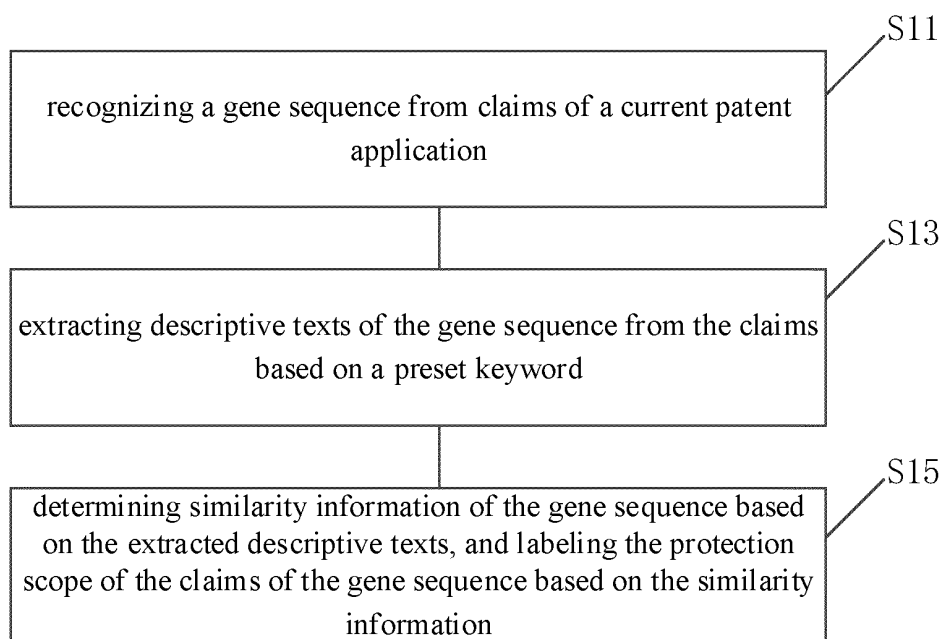 S11
recognizing a gene sequence from claims of a current patent
application
S13
extracting descriptive texts of the gene sequence from the claims
based on a preset keyword
S15
determining similarity information of the gene sequence based
on the extracted descriptive texts, and labeling the protection
scope of the claims of the gene sequence based on the similarity
information